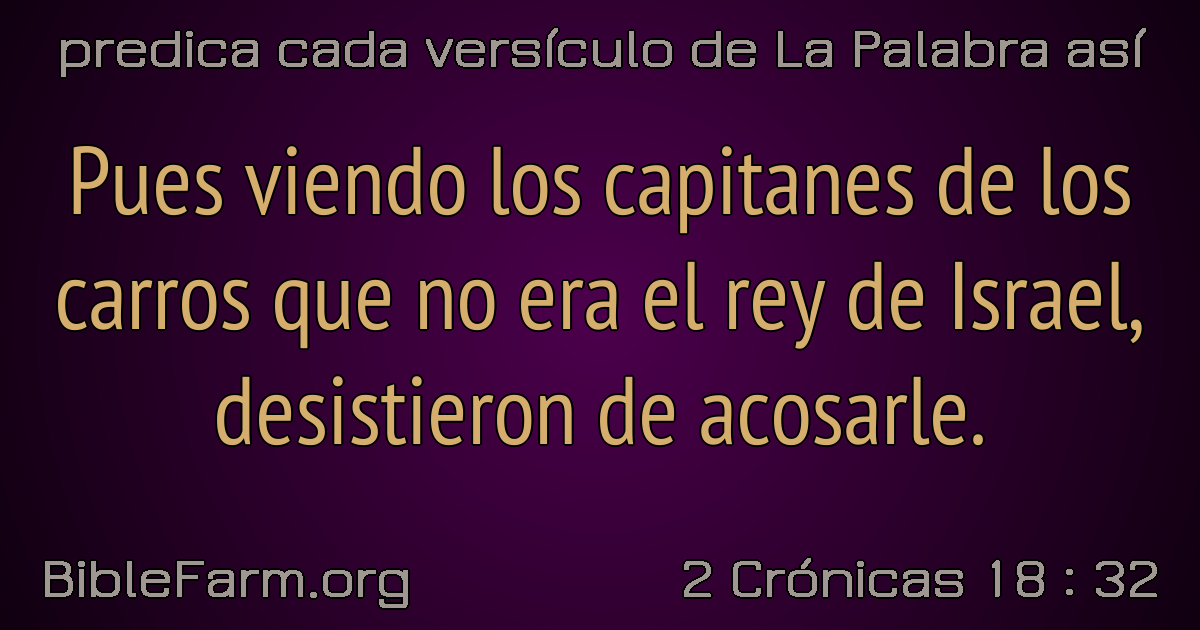 predica cada versículo de La Palabra así
Pues viendo los capitanes de los
carros que no era el rey de Israel,
desistieron de acosarle.
BibleFarm.org
2 Crónicas 18 : 32